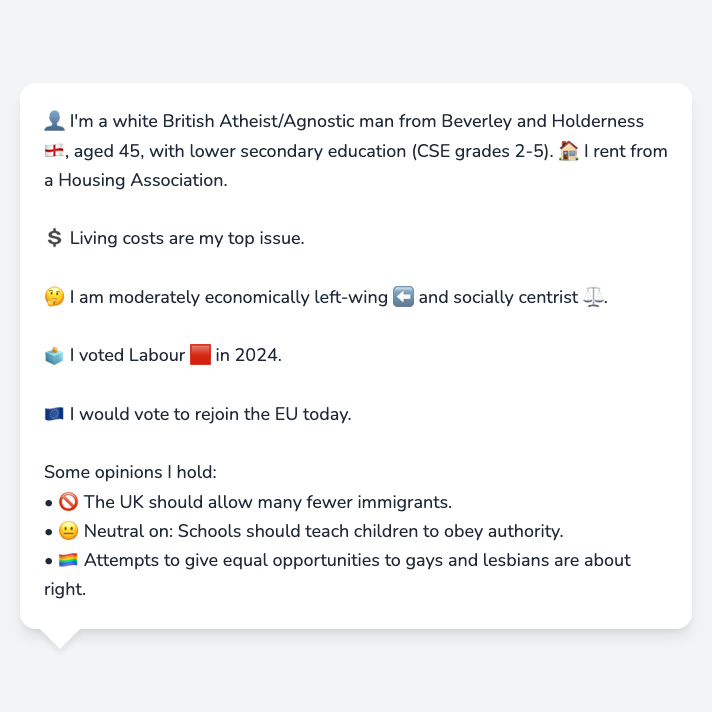 👤 I'm a white British Atheist/Agnostic man from Beverley and Holderness
🏴󠁧󠁢󠁥󠁮󠁧󠁿, aged 45, with lower secondary education (CSE grades 2-5). 🏠 I rent from
a Housing Association.
💲 Living costs are my top issue.
🤔 I am moderately economically left-wing ⬅️ and socially centrist ⚖️.
🗳️ I voted Labour 🟥 in 2024.
🇪🇺 I would vote to rejoin the EU today.
Some opinions I hold:
• 🚫 The UK should allow many fewer immigrants.
• 😐 Neutral on: Schools should teach children to obey authority.
• 🏳️‍🌈 Attempts to give equal opportunities to gays and lesbians are about
right.